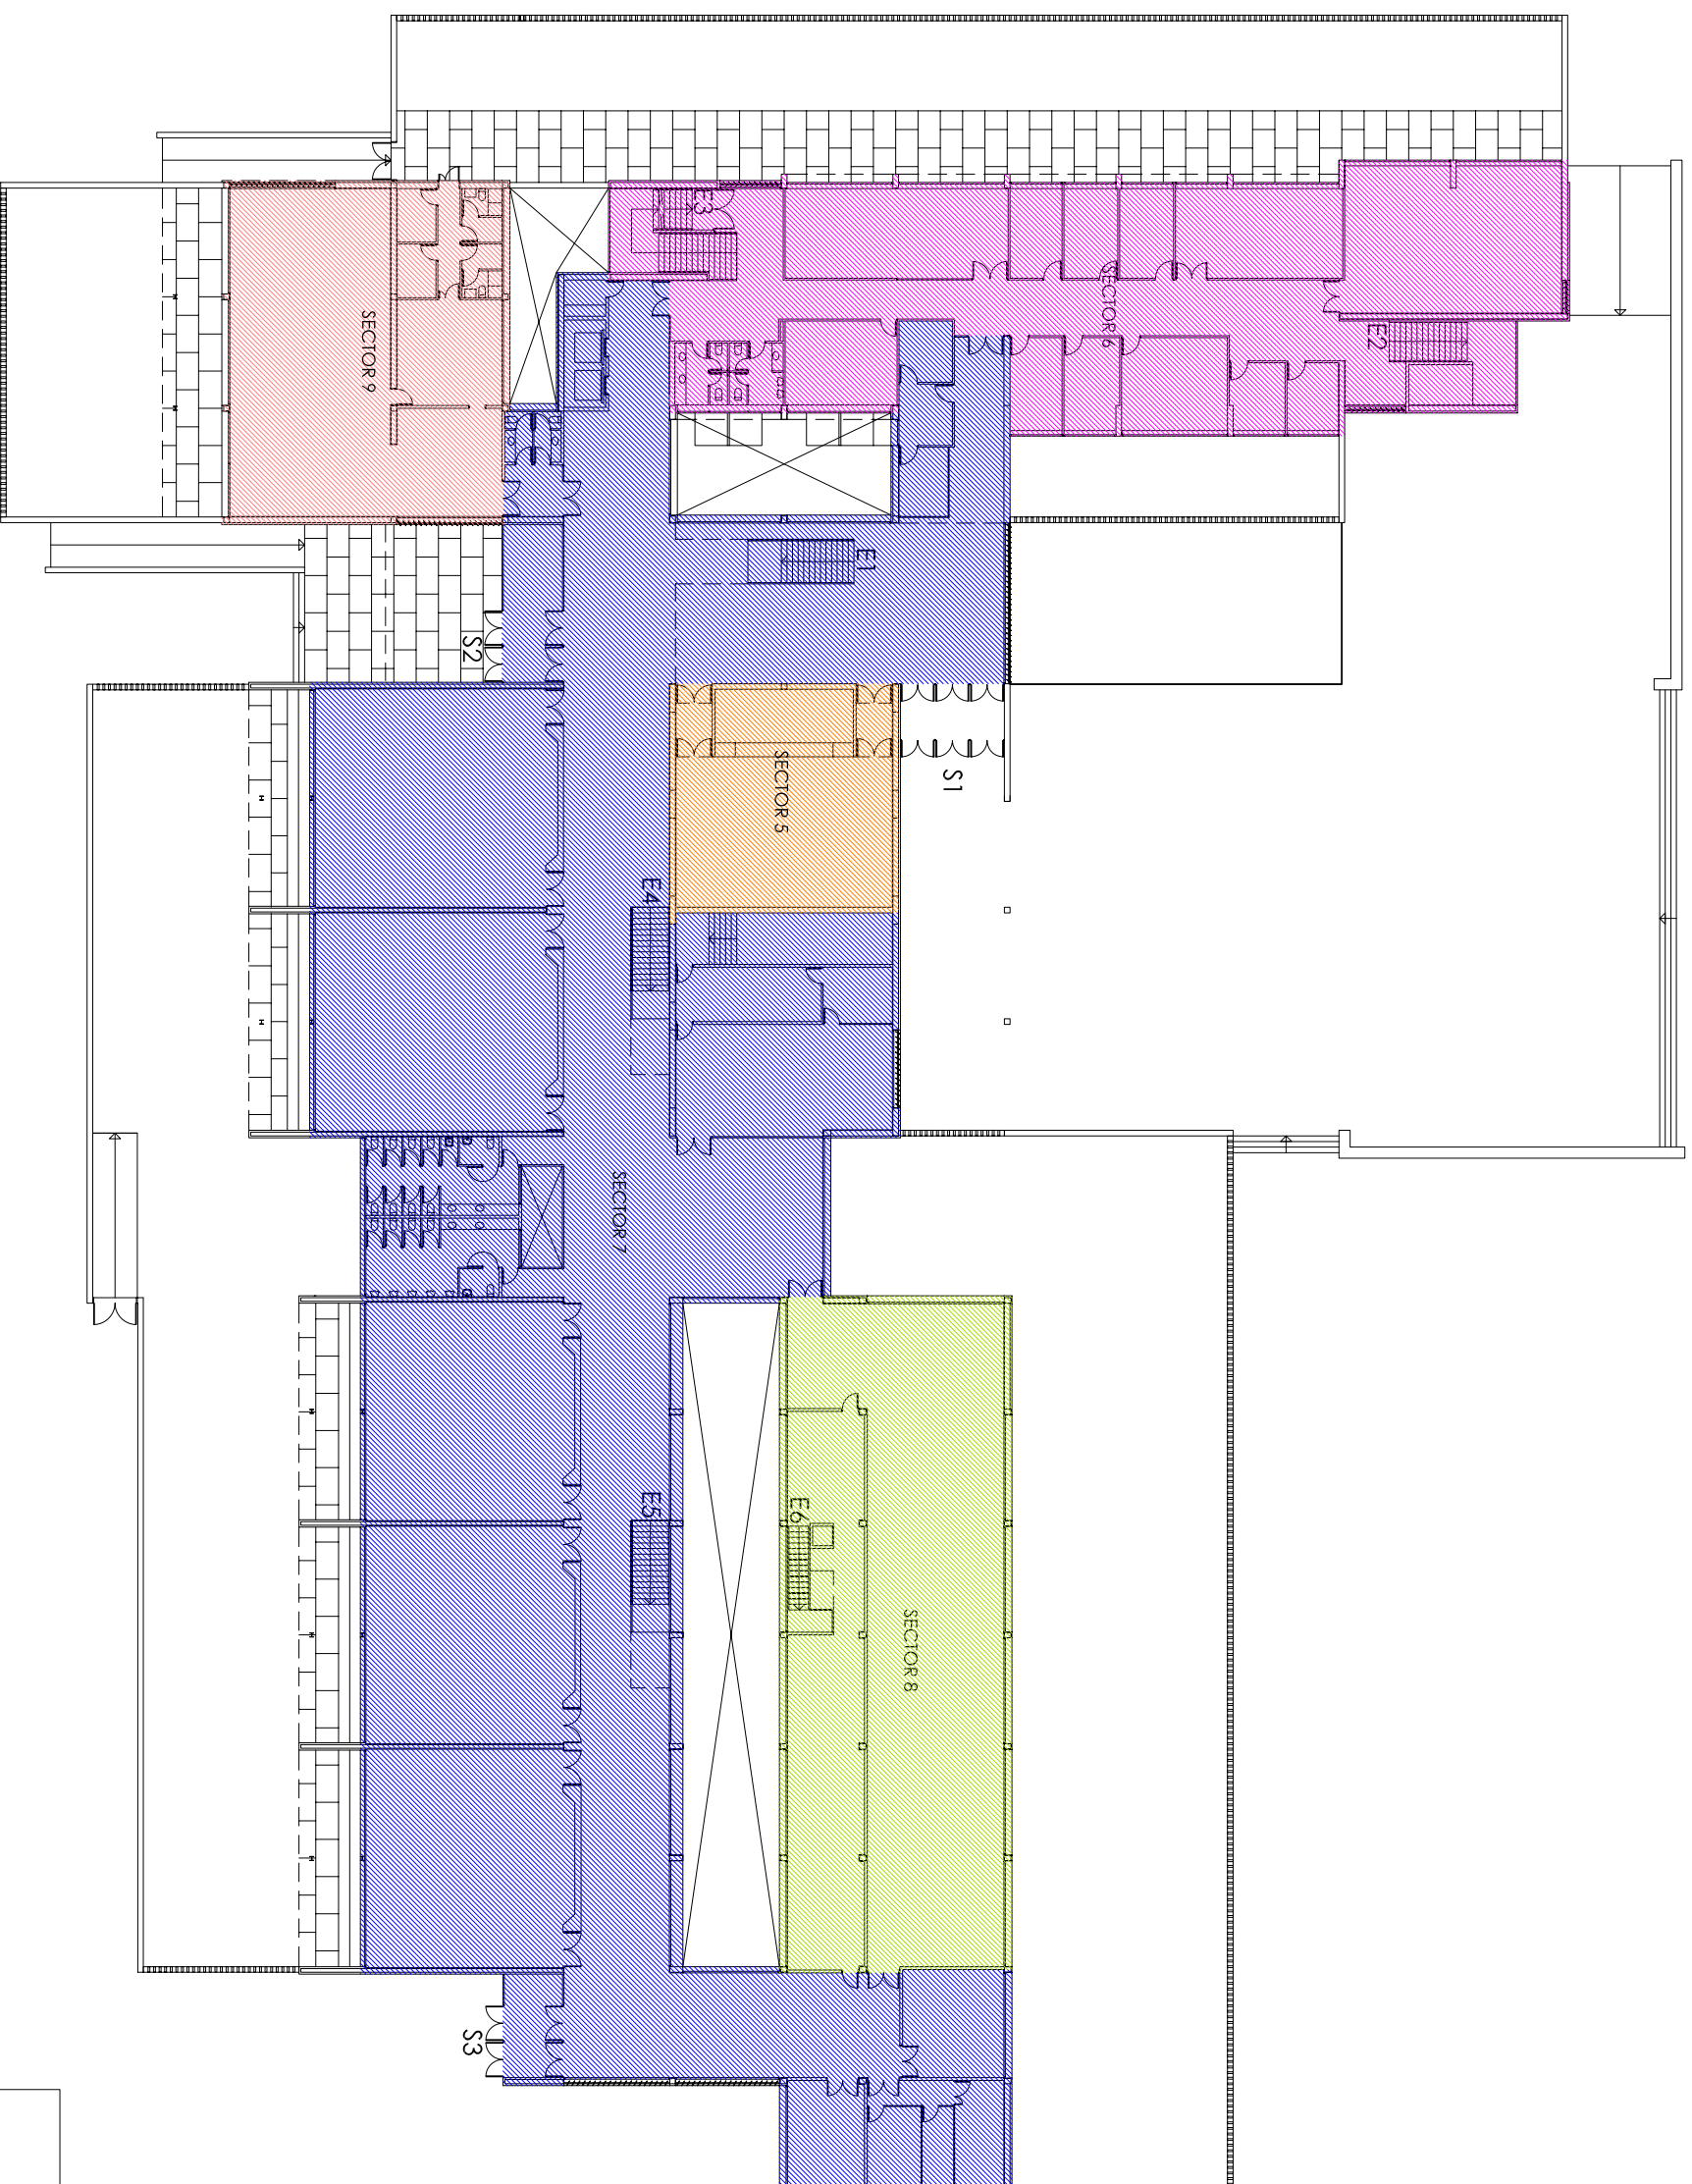 E3
SECTOR 6
E2
SECTOR 9
E1
S2
SECTOR 5
S1
E4
SECTOR 7
E5
E6
SECTOR 8
S3